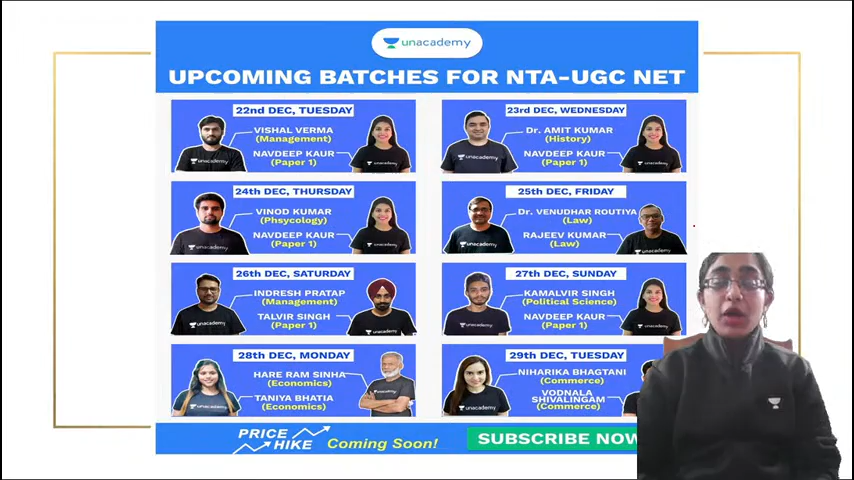 unacademy
UPCOMING BATCHES FOR NTA-UGC NET
22nd DEC, TUESDAY
VISHAL VERMA
(Management)
NAVDEEP KAUR
(Paper 1)
23rd DEC, WEDNESDAY
Dr. AMIT KUMAR
(History)
NAVDEEP KAUR
(Paper 1)
24th DEC, THURSDAY
VINOD KUMAR
(Phsycology)
NAVDEEP KAUR
(Paper 1)
25th DEC, FRIDAY
Dr. VENUDHAR ROUTIYA
(Law)
RAJEEV KUMAR
(Law)
26th DEC, SATURDAY
INDRESH PRATAP
(Management)
TALVIR SINGH
(Paper 1)
27th DEC, SUNDAY
KAMALVIR SINGH
(Political Science)
NAVDEEP KAUR
(Paper 1)
28th DEC, MONDAY
HARE RAM SINHA
(Economics)
TANIYA BHATIA
(Economics)
29th DEC, TUESDAY
NIHARIKA BHAGTANI
(Commerce)
VODNALA
SHIVALINGAM
(Commerce)
PRICE
HIKE
Coming Soon!
SUBSCRIBE NOW